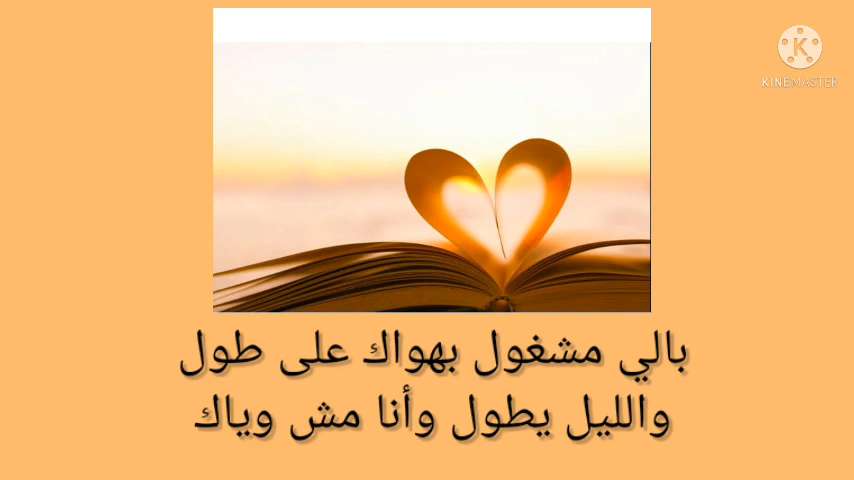 KINEMASTER
بالي مشغول بهواك على طول
والليل يطول وأنا مش وياك